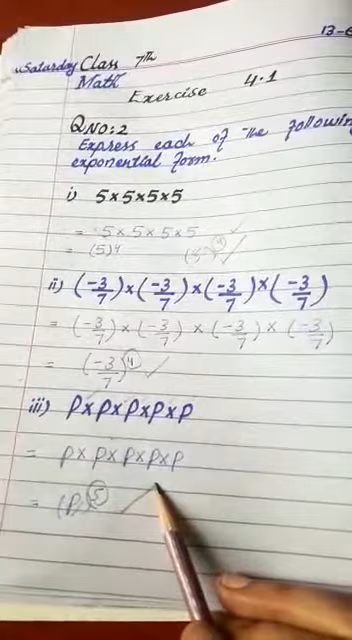 Saturday Class 7th 13-
Math
Exercise 4.1
Q NO:2
Express each of the following
exponential form.
i) 5×5×5×5
= 5×5×5×5
= (5)4 (5)4
ii) (-3/7)×(-3/7)×(-3/7)×(-3/7)
= (-3/7)×(-3/7)×(-3/7)×(-3/7)
= (-3/7)4
iii) P×P×P×P×P
= P×P×P×P×P
= (P)5